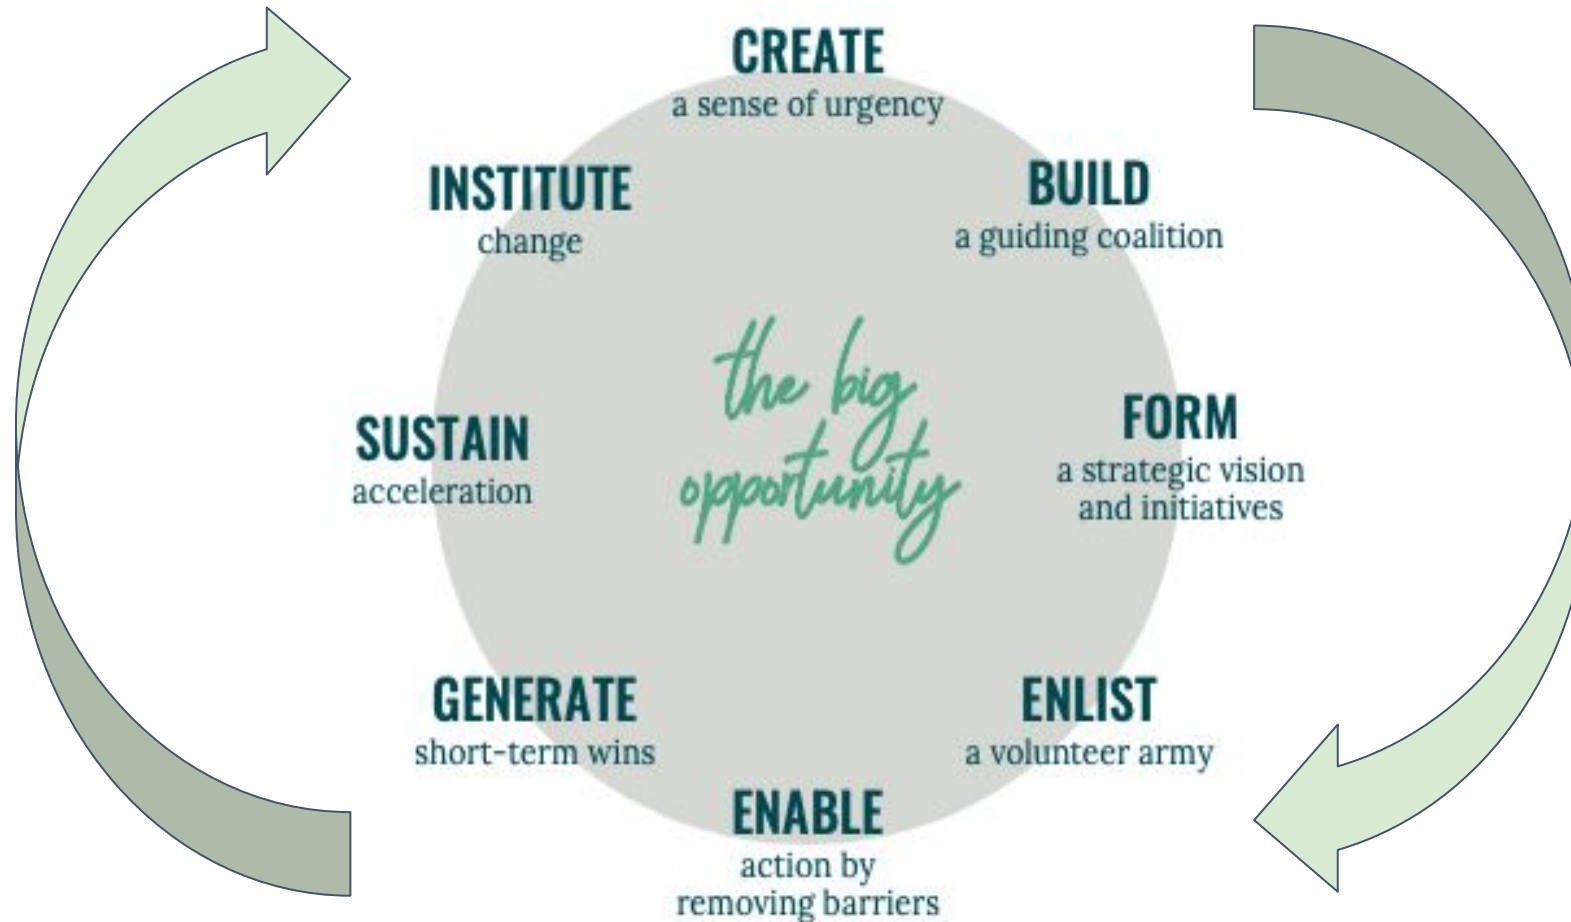 CREATE
a sense of urgency
BUILD
a guiding coalition
FORM
a strategic vision
and initiatives
ENLIST
a volunteer army
ENABLE
action by
removing barriers
GENERATE
short-term wins
SUSTAIN
acceleration
INSTITUTE
change
the big
opportunity